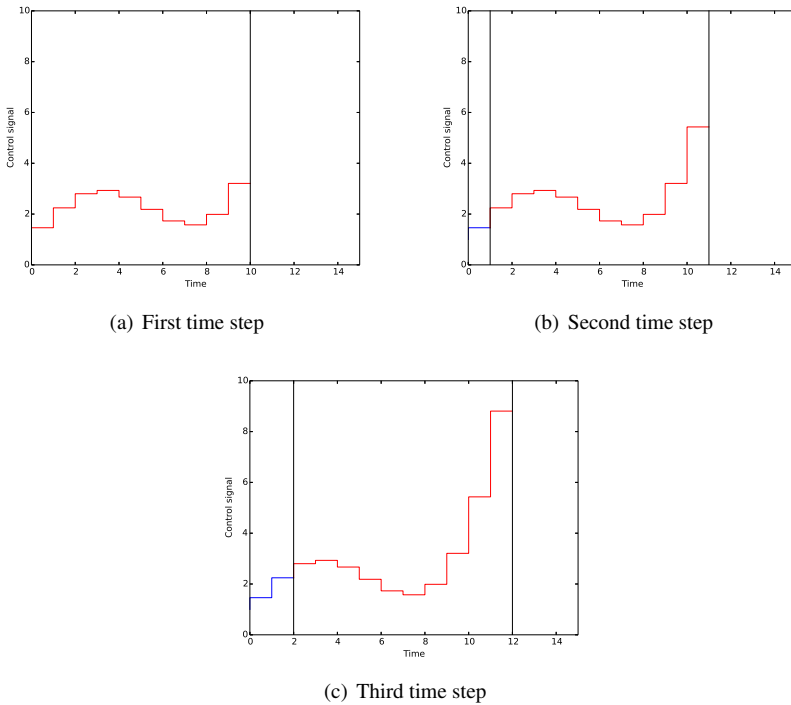 10
8
6
4
2
0
Control signal
0 2 4 6 8 10 12 14
Time
(a) First time step
10
8
6
4
2
0
Control signal
0 2 4 6 8 10 12 14
Time
(b) Second time step
10
8
6
4
2
0
Control signal
0 2 4 6 8 10 12 14
Time
(c) Third time step